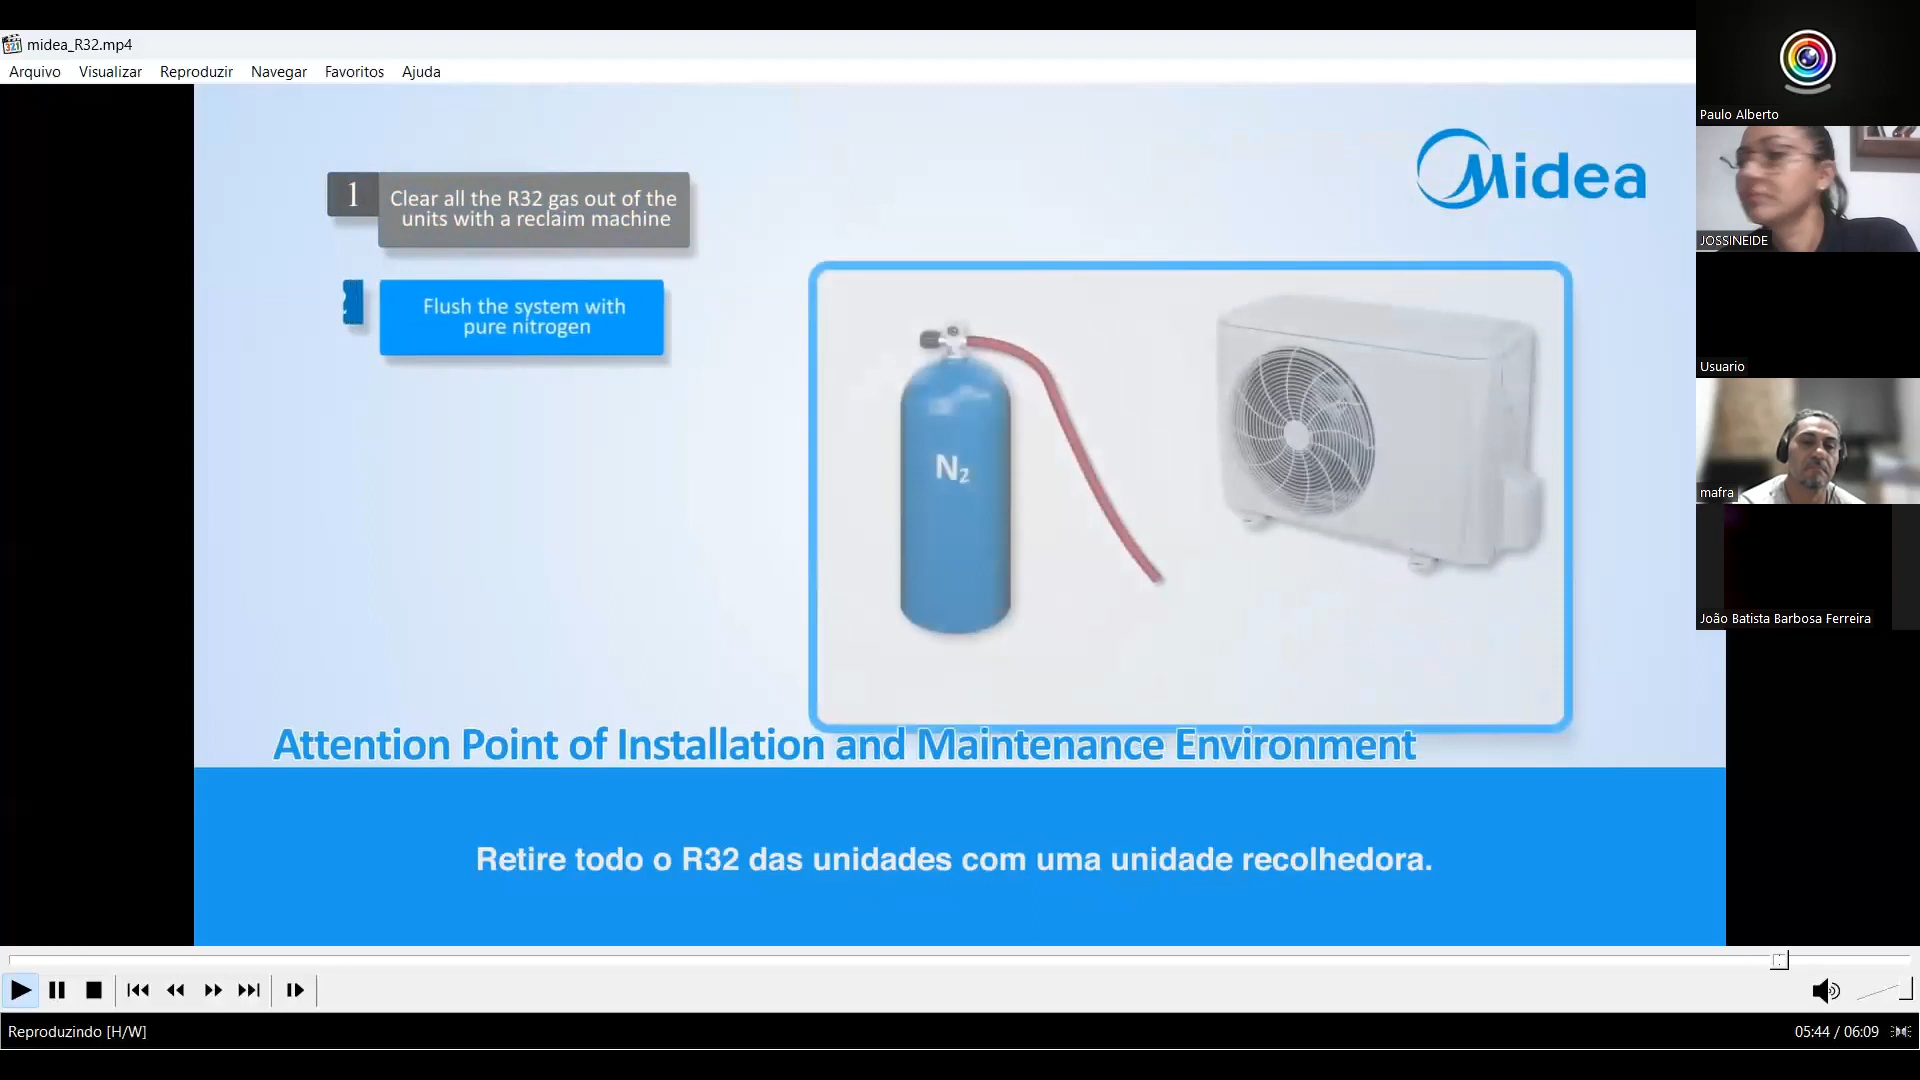 midea_R32.mp4
Arquivo Visualizar Reproduzir Navegar Favoritos Ajuda
Midea
1
Clear all the R32 gas out of the
units with a reclaim machine
Flush the system with
pure nitrogen
N₂
Attention Point of Installation and Maintenance Environment
Retire todo o R32 das unidades com uma unidade recolhedora.
Reproduzindo [H/W]
05:44 / 06:09
Paulo Alberto
JOSSINEIDE
Usuario
mafra
João Batista Barbosa Ferreira